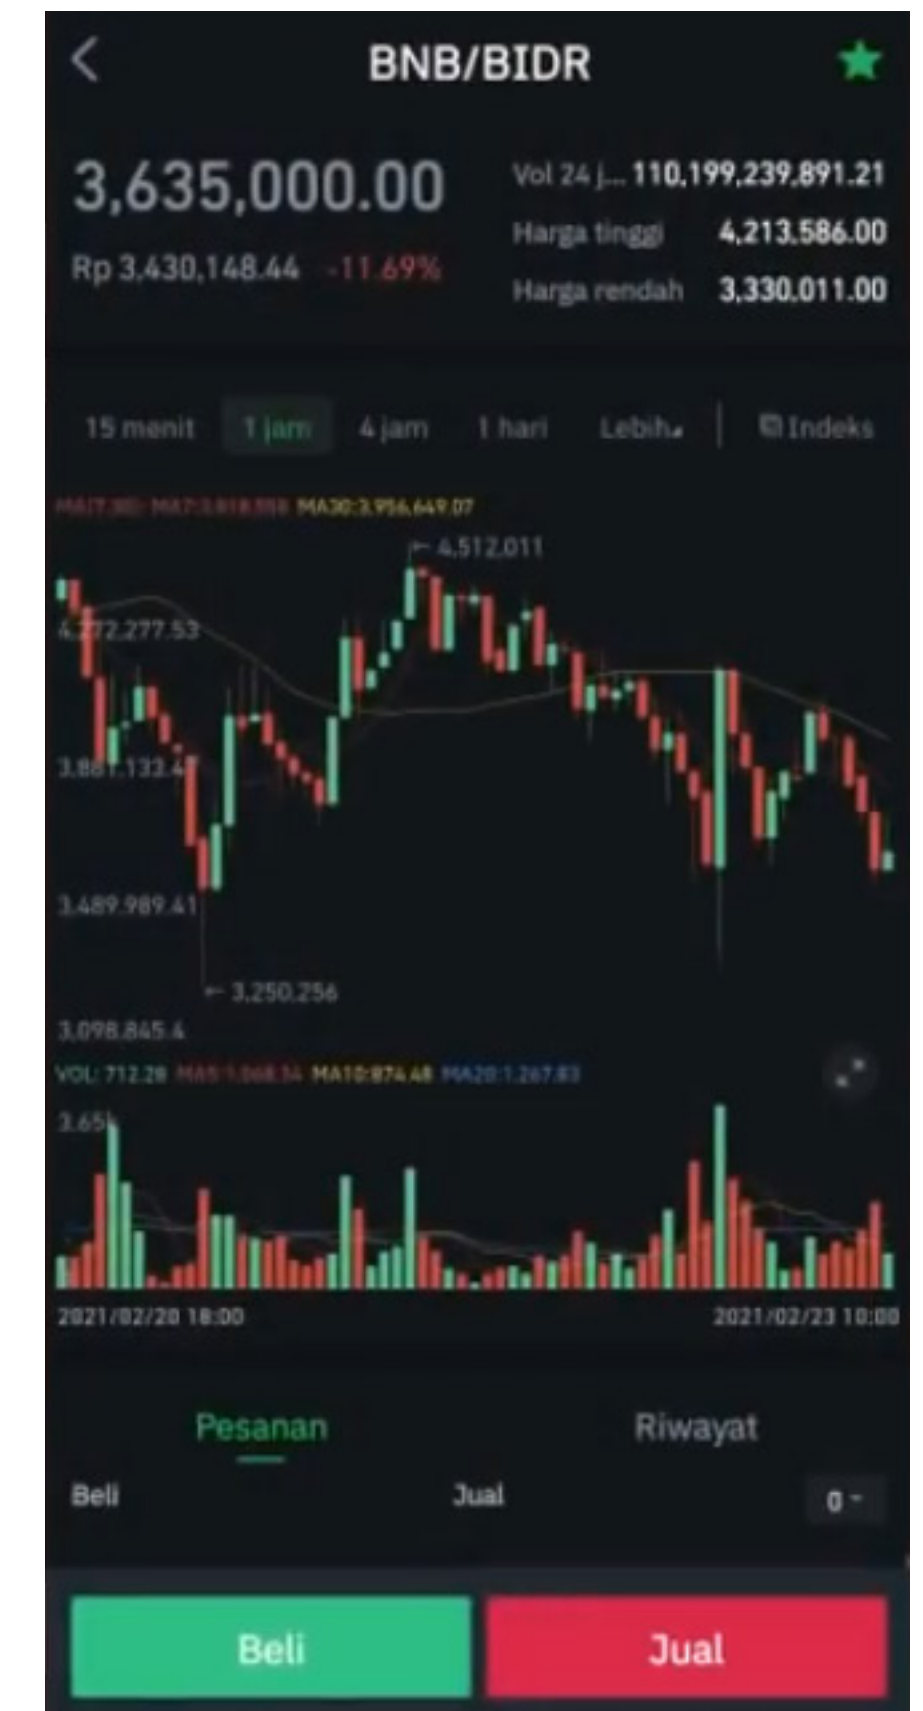 BNB/BIDR
3,635,000.00
Rp 3,430,148.44 -11.69%
Vol 24 j... 110,199,239,891.21
Harga tinggi 4,213,586.00
Harga rendah 3,330,011.00
15 menit 1 jam 4 jam 1 hari Lebih Indeks
MA30:3,956,649.07
4,512,011
4,272,277.53
3,489,989.41
3,250,256
3,098,845.4
VOL: 712.28 MA10:874.48 MA20:1,267.83
3.65k
2021/02/20 18:00 2021/02/23 10:00
Pesanan Riwayat
Beli Jual 0
Beli Jual